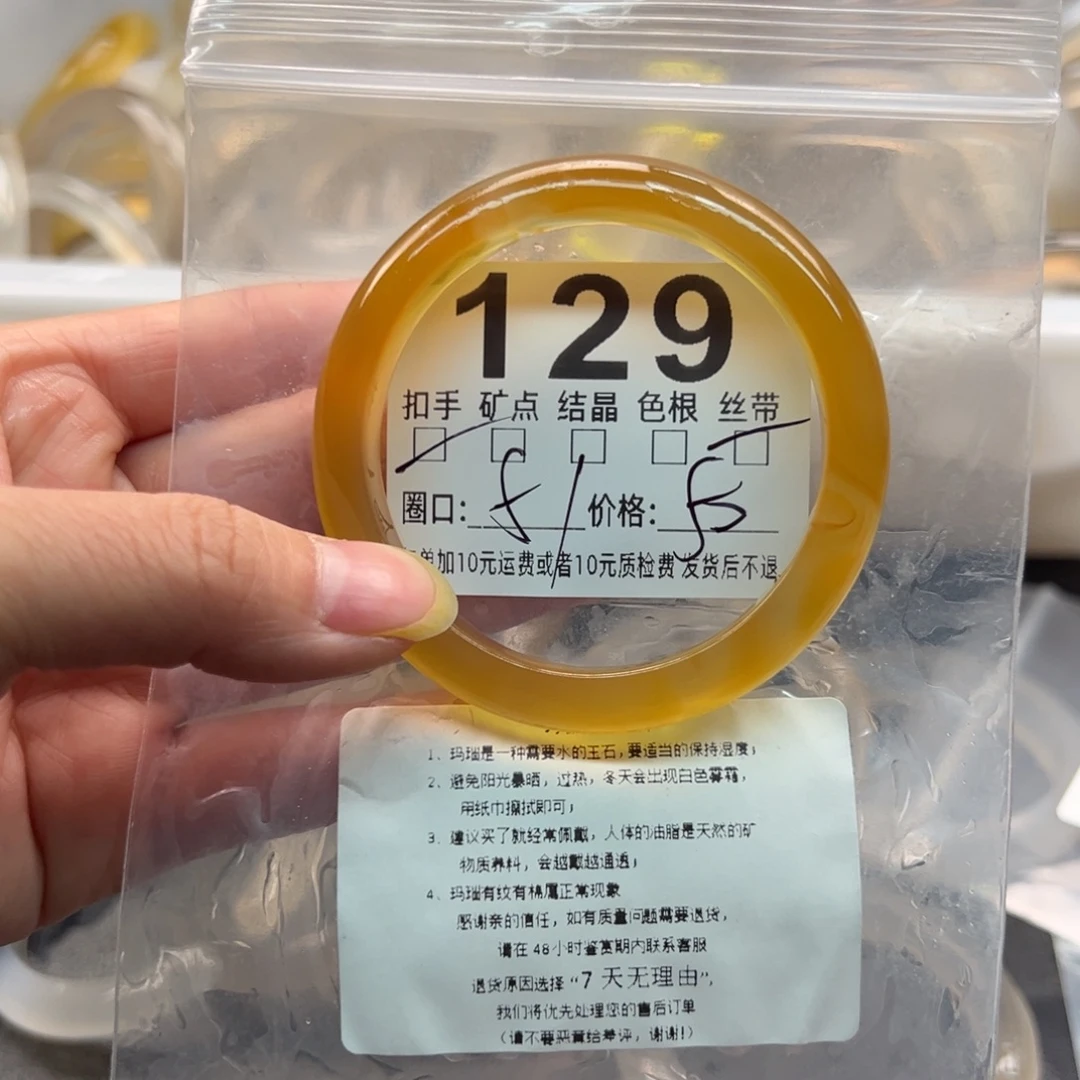 129
扣手 矿点 结晶 色根 丝带
圈口: 价格:
单加10元运费或者10元质检费 发货后不退
1、玛瑙是一种需要水的玉石,要适当的保持湿度;
2、避免阳光暴晒,过热,冬天会出现白色雾霜,
用纸巾擦拭即可;
3、建议买了就经常佩戴,人体的油脂是天然的矿
物质养料,会越戴越通透;
4、玛瑙有纹有棉属正常现象
感谢亲的信任,如有质量问题需要退货,
请在48小时鉴赏期内联系客服
退货原因选择“7天无理由”,
我们将优先处理您的售后订单
(请不要恶意给差评,谢谢!)